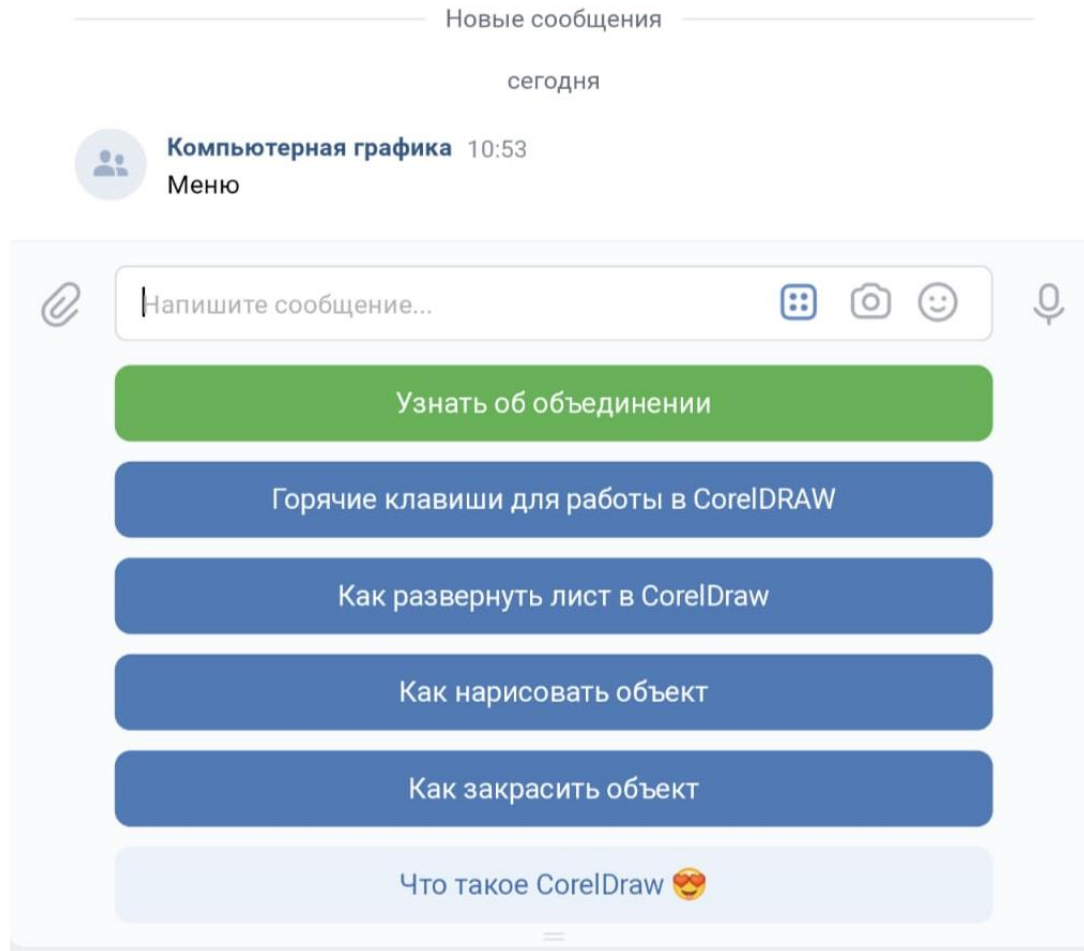 Новые сообщения
сегодня
Компьютерная графика 10:53
Меню
Напишите сообщение...
Узнать об объединении
Горячие клавиши для работы в CorelDRAW
Как развернуть лист в CorelDraw
Как нарисовать объект
Как закрасить объект
Что такое CorelDraw 😍